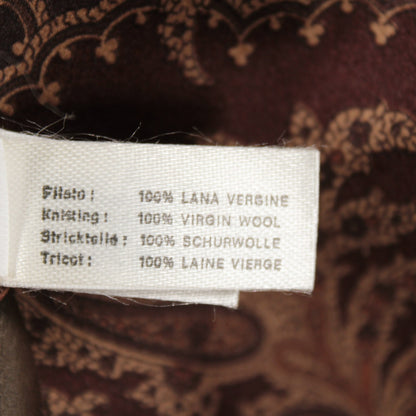 Filato: 100% LANA VERGINE
Knitting: 100% VIRGIN WOOL
Strickteile: 100% SCHURWOLLE
Tricot: 100% LAINE VIERGE